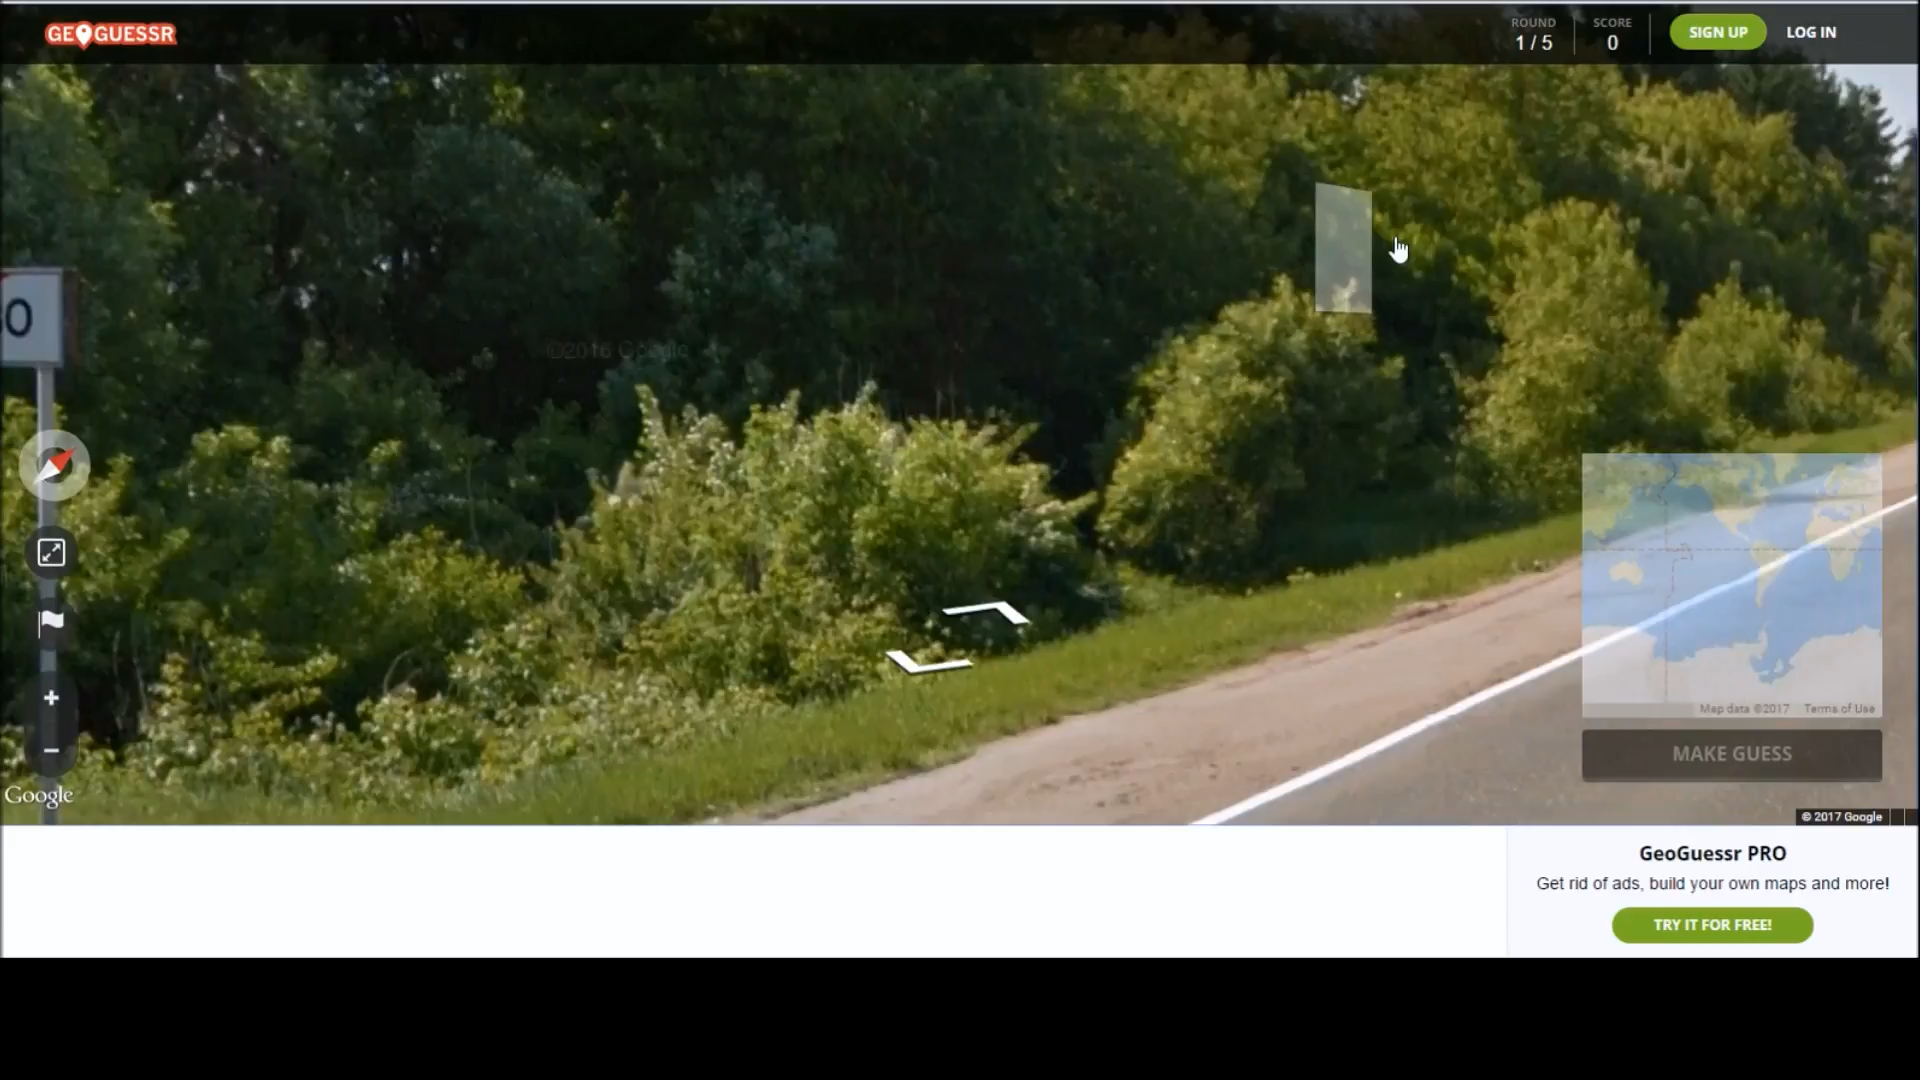 GEOGUESSR
ROUND
1 / 5
SCORE
0
SIGN UP
LOG IN
0
©2016 Google
Map data ©2017 Terms of Use
MAKE GUESS
Google
© 2017 Google
GeoGuessr PRO
Get rid of ads, build your own maps and more!
TRY IT FOR FREE!